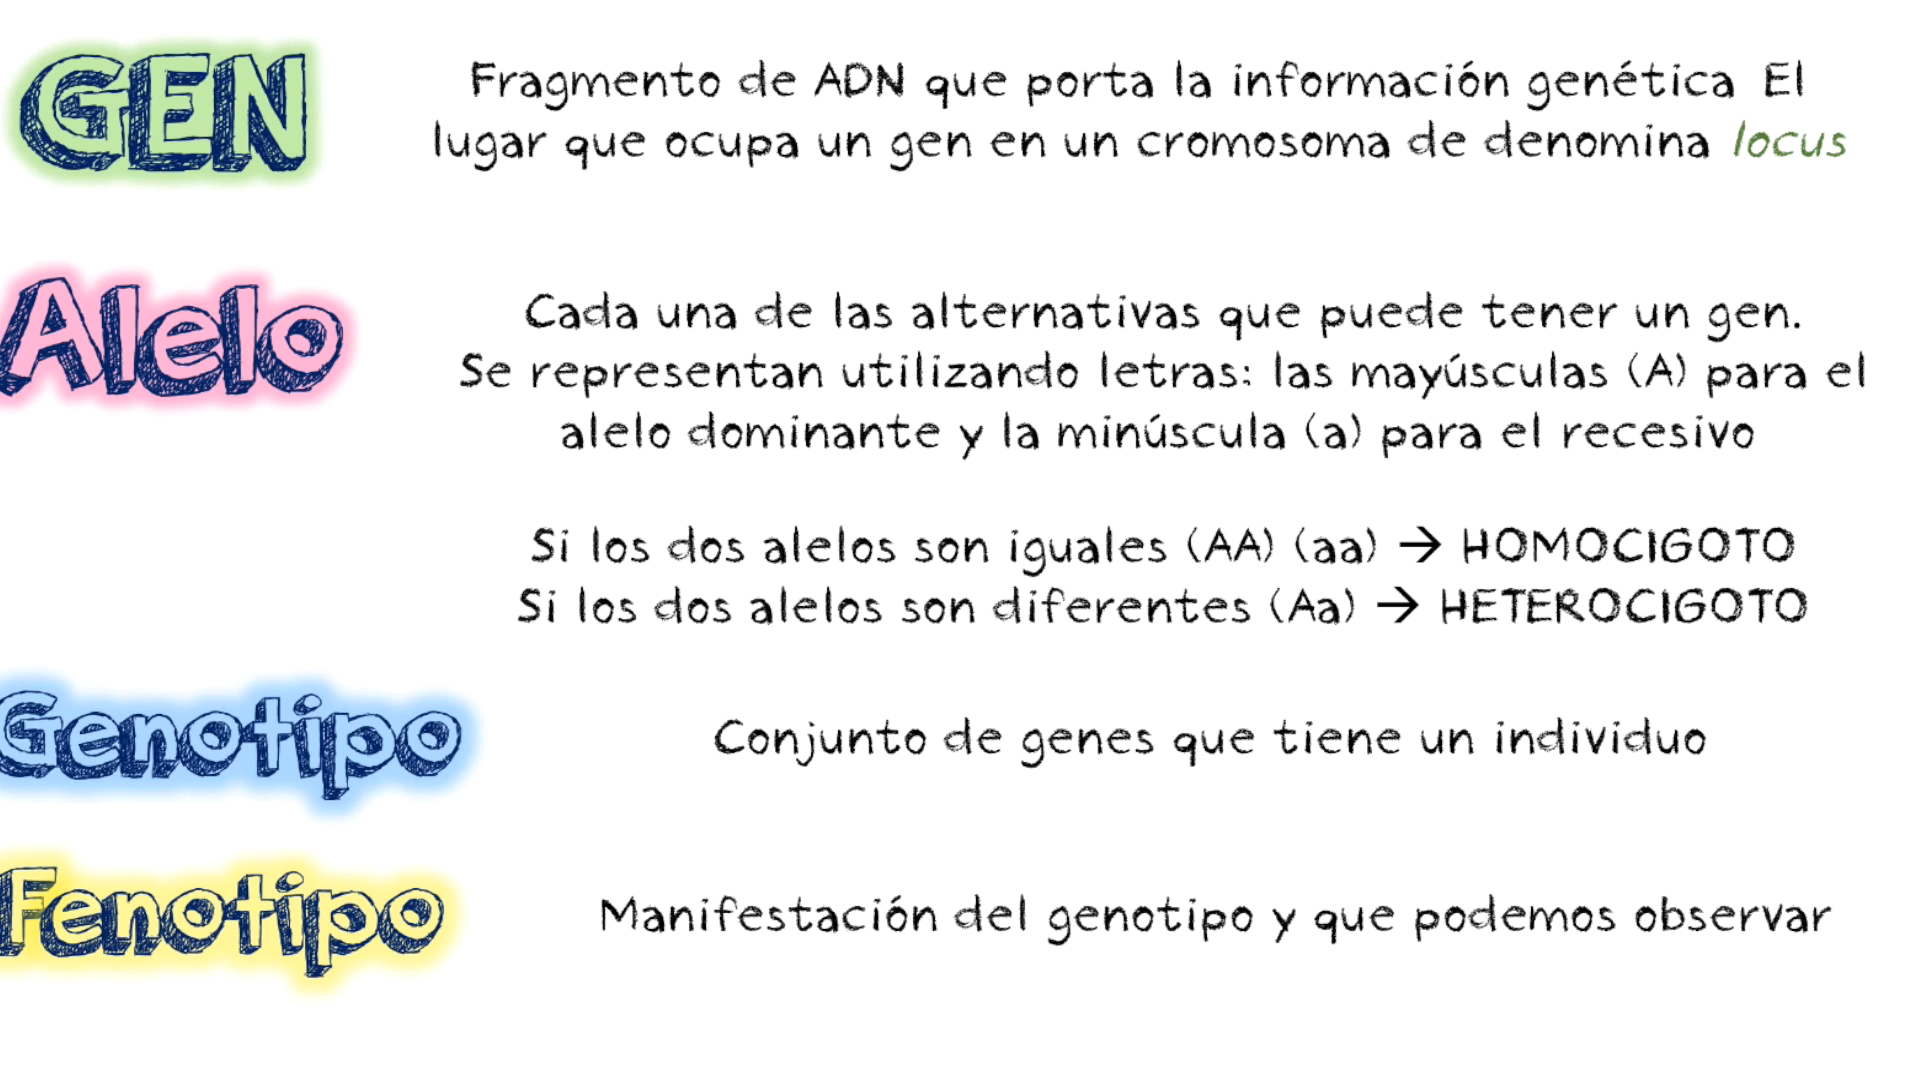 GEN
Fragmento de ADN que porta la información genética El
lugar que ocupa un gen en un cromosoma de denomina locus
Alelo
Cada una de las alternativas que puede tener un gen.
Se representan utilizando letras: las mayúsculas (A) para el
alelo dominante y la minúscula (a) para el recesivo
Si los dos alelos son iguales (AA) (aa) → HOMOCIGOTO
Si los dos alelos son diferentes (Aa) → HETEROCIGOTO
Genotipo
Conjunto de genes que tiene un individuo
Fenotipo
Manifestación del genotipo y que podemos observar